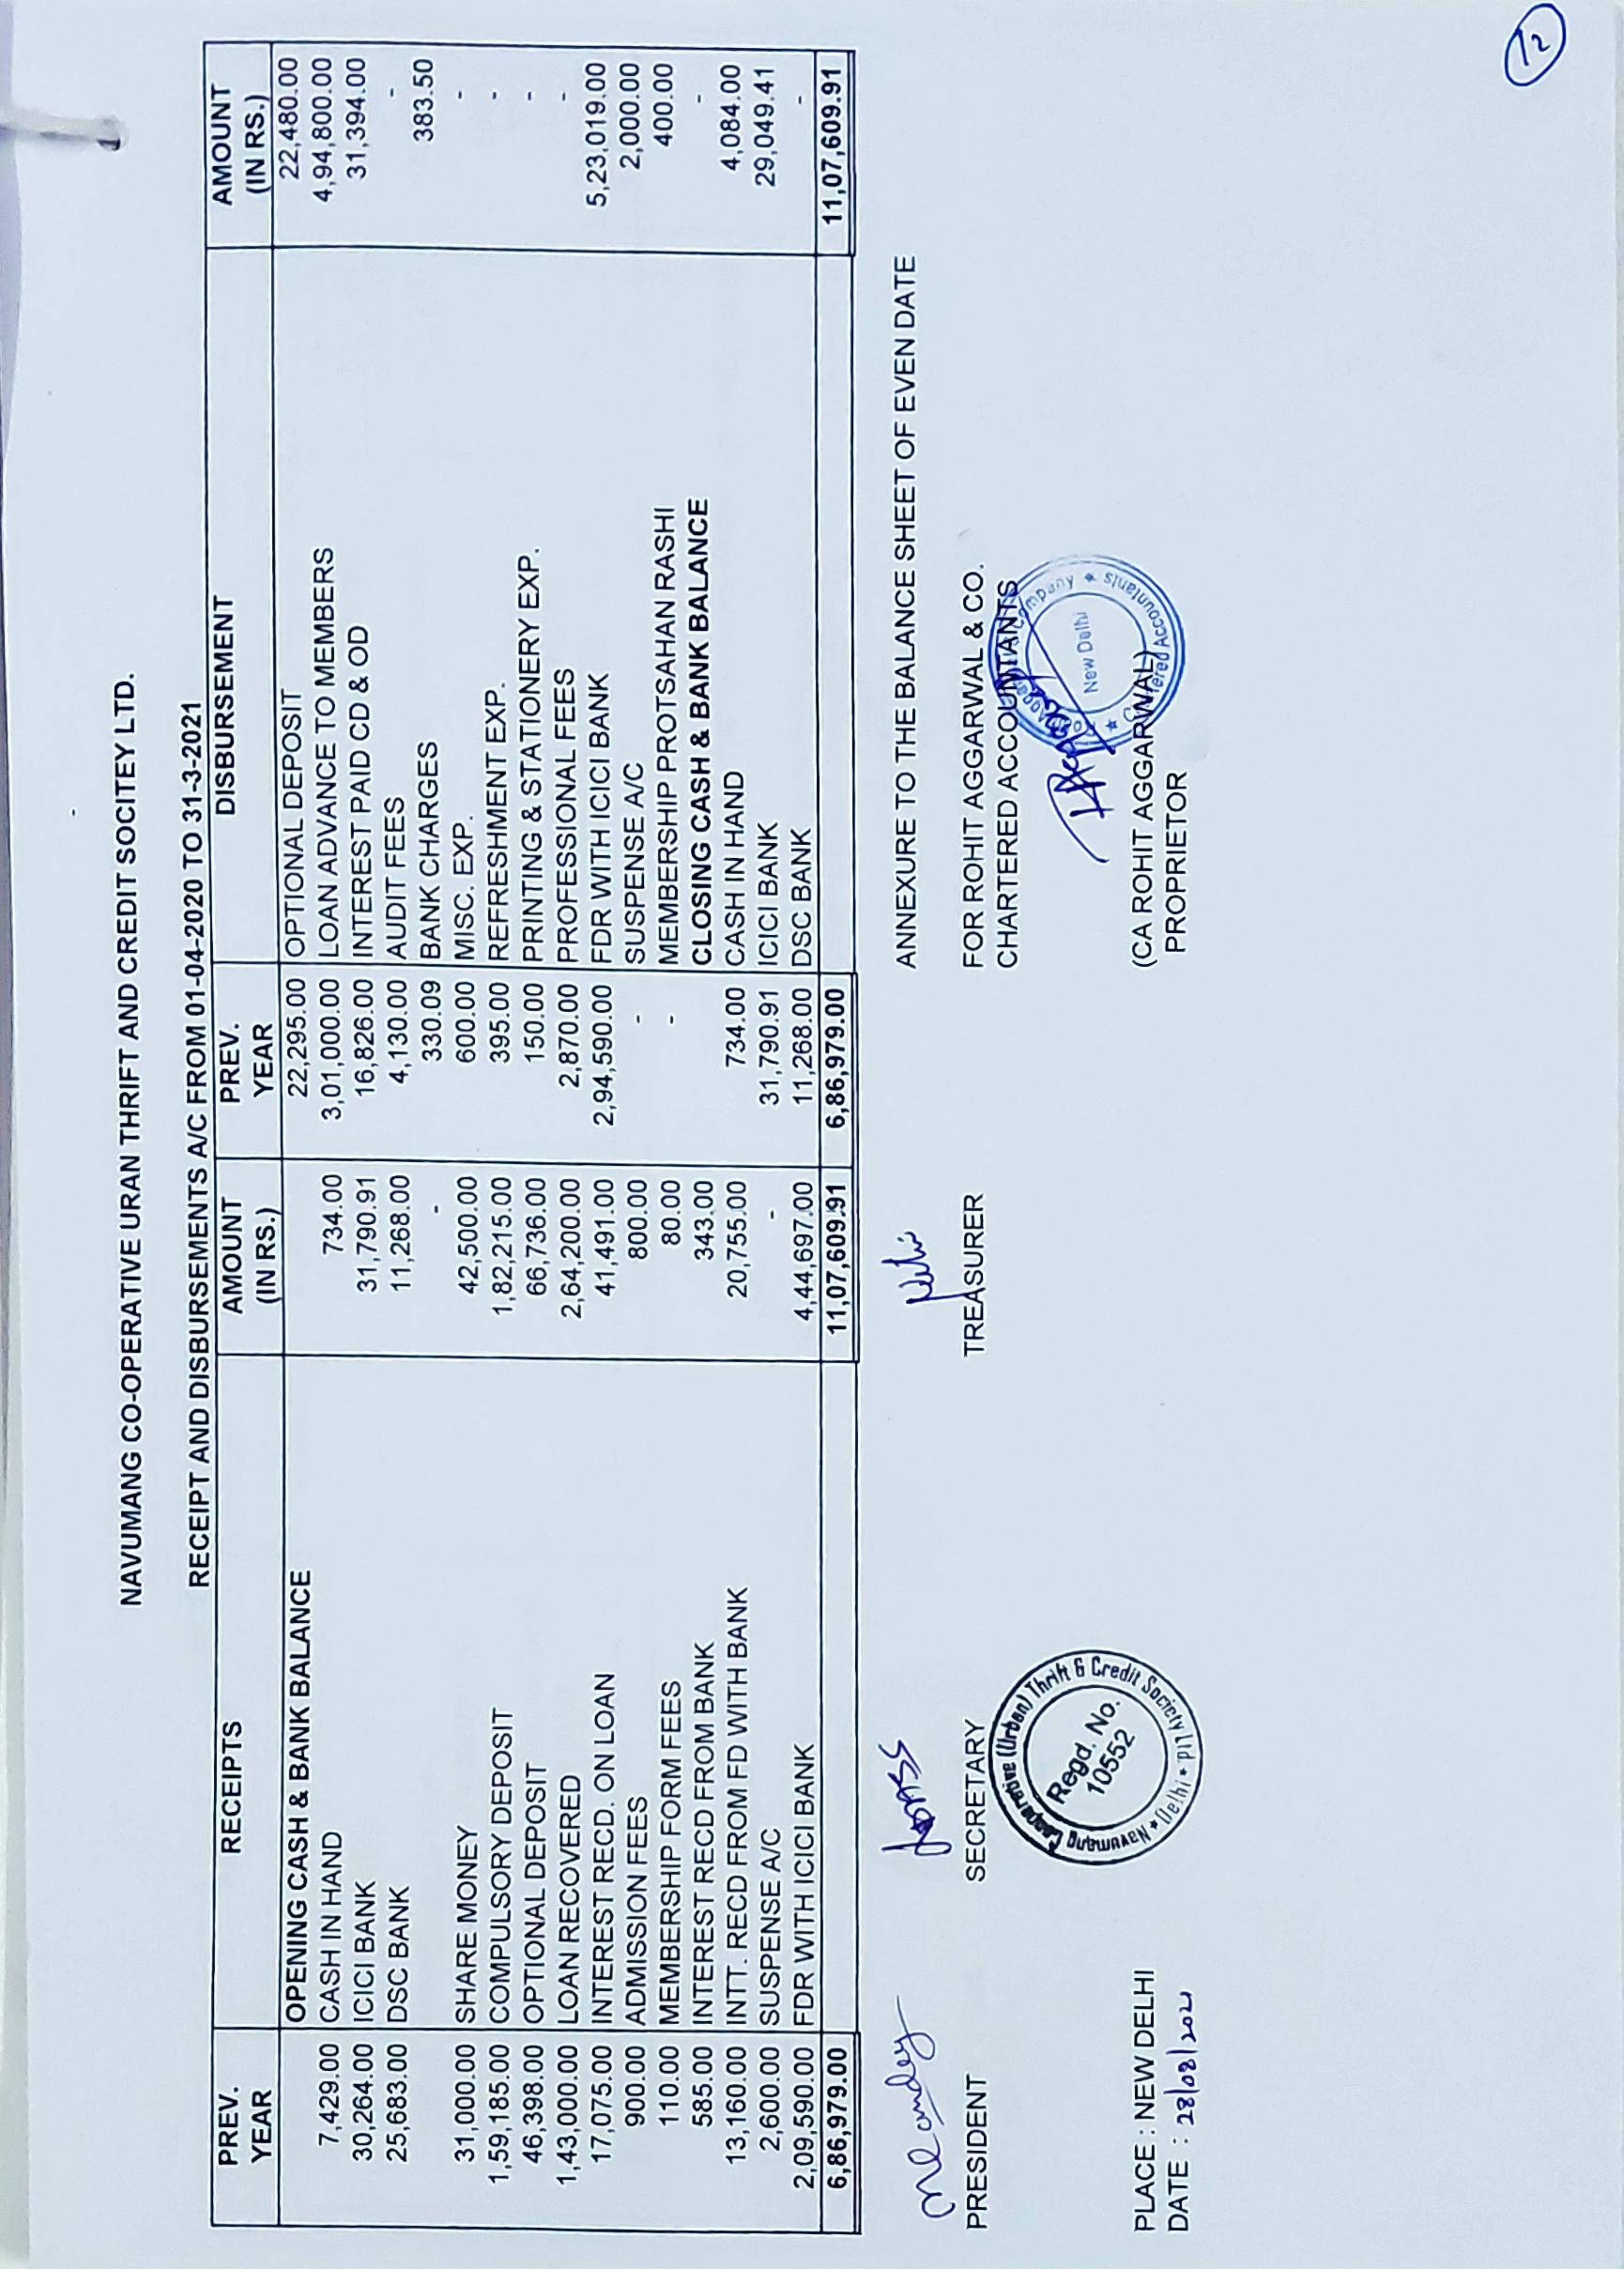 NAVUMANG CO-OPERATIVE URAN THRIFT AND CREDIT SOCITEY LTD.
RECEIPT AND DISBURSEMENTS A/C FROM 01-04-2020 TO 31-3-2021
PREV. YEAR RECEIPTS AMOUNT (IN RS.) PREV. YEAR DISBURSEMENT AMOUNT (IN RS.)
OPENING CASH & BANK BALANCE 22,295.00 OPTIONAL DEPOSIT 22,480.00
7,429.00 CASH IN HAND 734.00 3,01,000.00 LOAN ADVANCE TO MEMBERS 4,94,800.00
30,264.00 ICICI BANK 31,790.91 16,826.00 INTEREST PAID CD & OD 31,394.00
25,683.00 DSC BANK 11,268.00 4,130.00 AUDIT FEES -
- 330.09 BANK CHARGES 383.50
31,000.00 SHARE MONEY 42,500.00 600.00 MISC. EXP. -
1,59,185.00 COMPULSORY DEPOSIT 1,82,215.00 395.00 REFRESHMENT EXP. -
46,398.00 OPTIONAL DEPOSIT 66,736.00 150.00 PRINTING & STATIONERY EXP. -
1,43,000.00 LOAN RECOVERED 2,64,200.00 2,870.00 PROFESSIONAL FEES -
17,075.00 INTEREST RECD. ON LOAN 41,491.00 2,94,590.00 FDR WITH ICICI BANK 5,23,019.00
900.00 ADMISSION FEES 800.00 - SUSPENSE A/C 2,000.00
110.00 MEMBERSHIP FORM FEES 80.00 - MEMBERSHIP PROTSAHAN RASHI 400.00
585.00 INTEREST RECD FROM BANK 343.00 CLOSING CASH & BANK BALANCE -
13,160.00 INTT. RECD FROM FD WITH BANK 20,755.00 734.00 CASH IN HAND 4,084.00
2,600.00 SUSPENSE A/C - 31,790.91 ICICI BANK 29,049.41
2,09,590.00 FDR WITH ICICI BANK 4,44,697.00 11,268.00 DSC BANK -
6,86,979.00 11,07,609.91 6,86,979.00 11,07,609.91
ANNEXURE TO THE BALANCE SHEET OF EVEN DATE
PRESIDENT SECRETARY TREASURER FOR ROHIT AGGARWAL & CO.
CHARTERED ACCOUNTANTS
Navumang Cooperative (Urban) Thrift & Credit Society Ltd. * Delhi *
Regd. No.
10552
Company * Chartered Accountants *
New Delhi
PLACE : NEW DELHI (CA ROHIT AGGARWAL)
DATE : 28/08/2021 PROPRIETOR
12